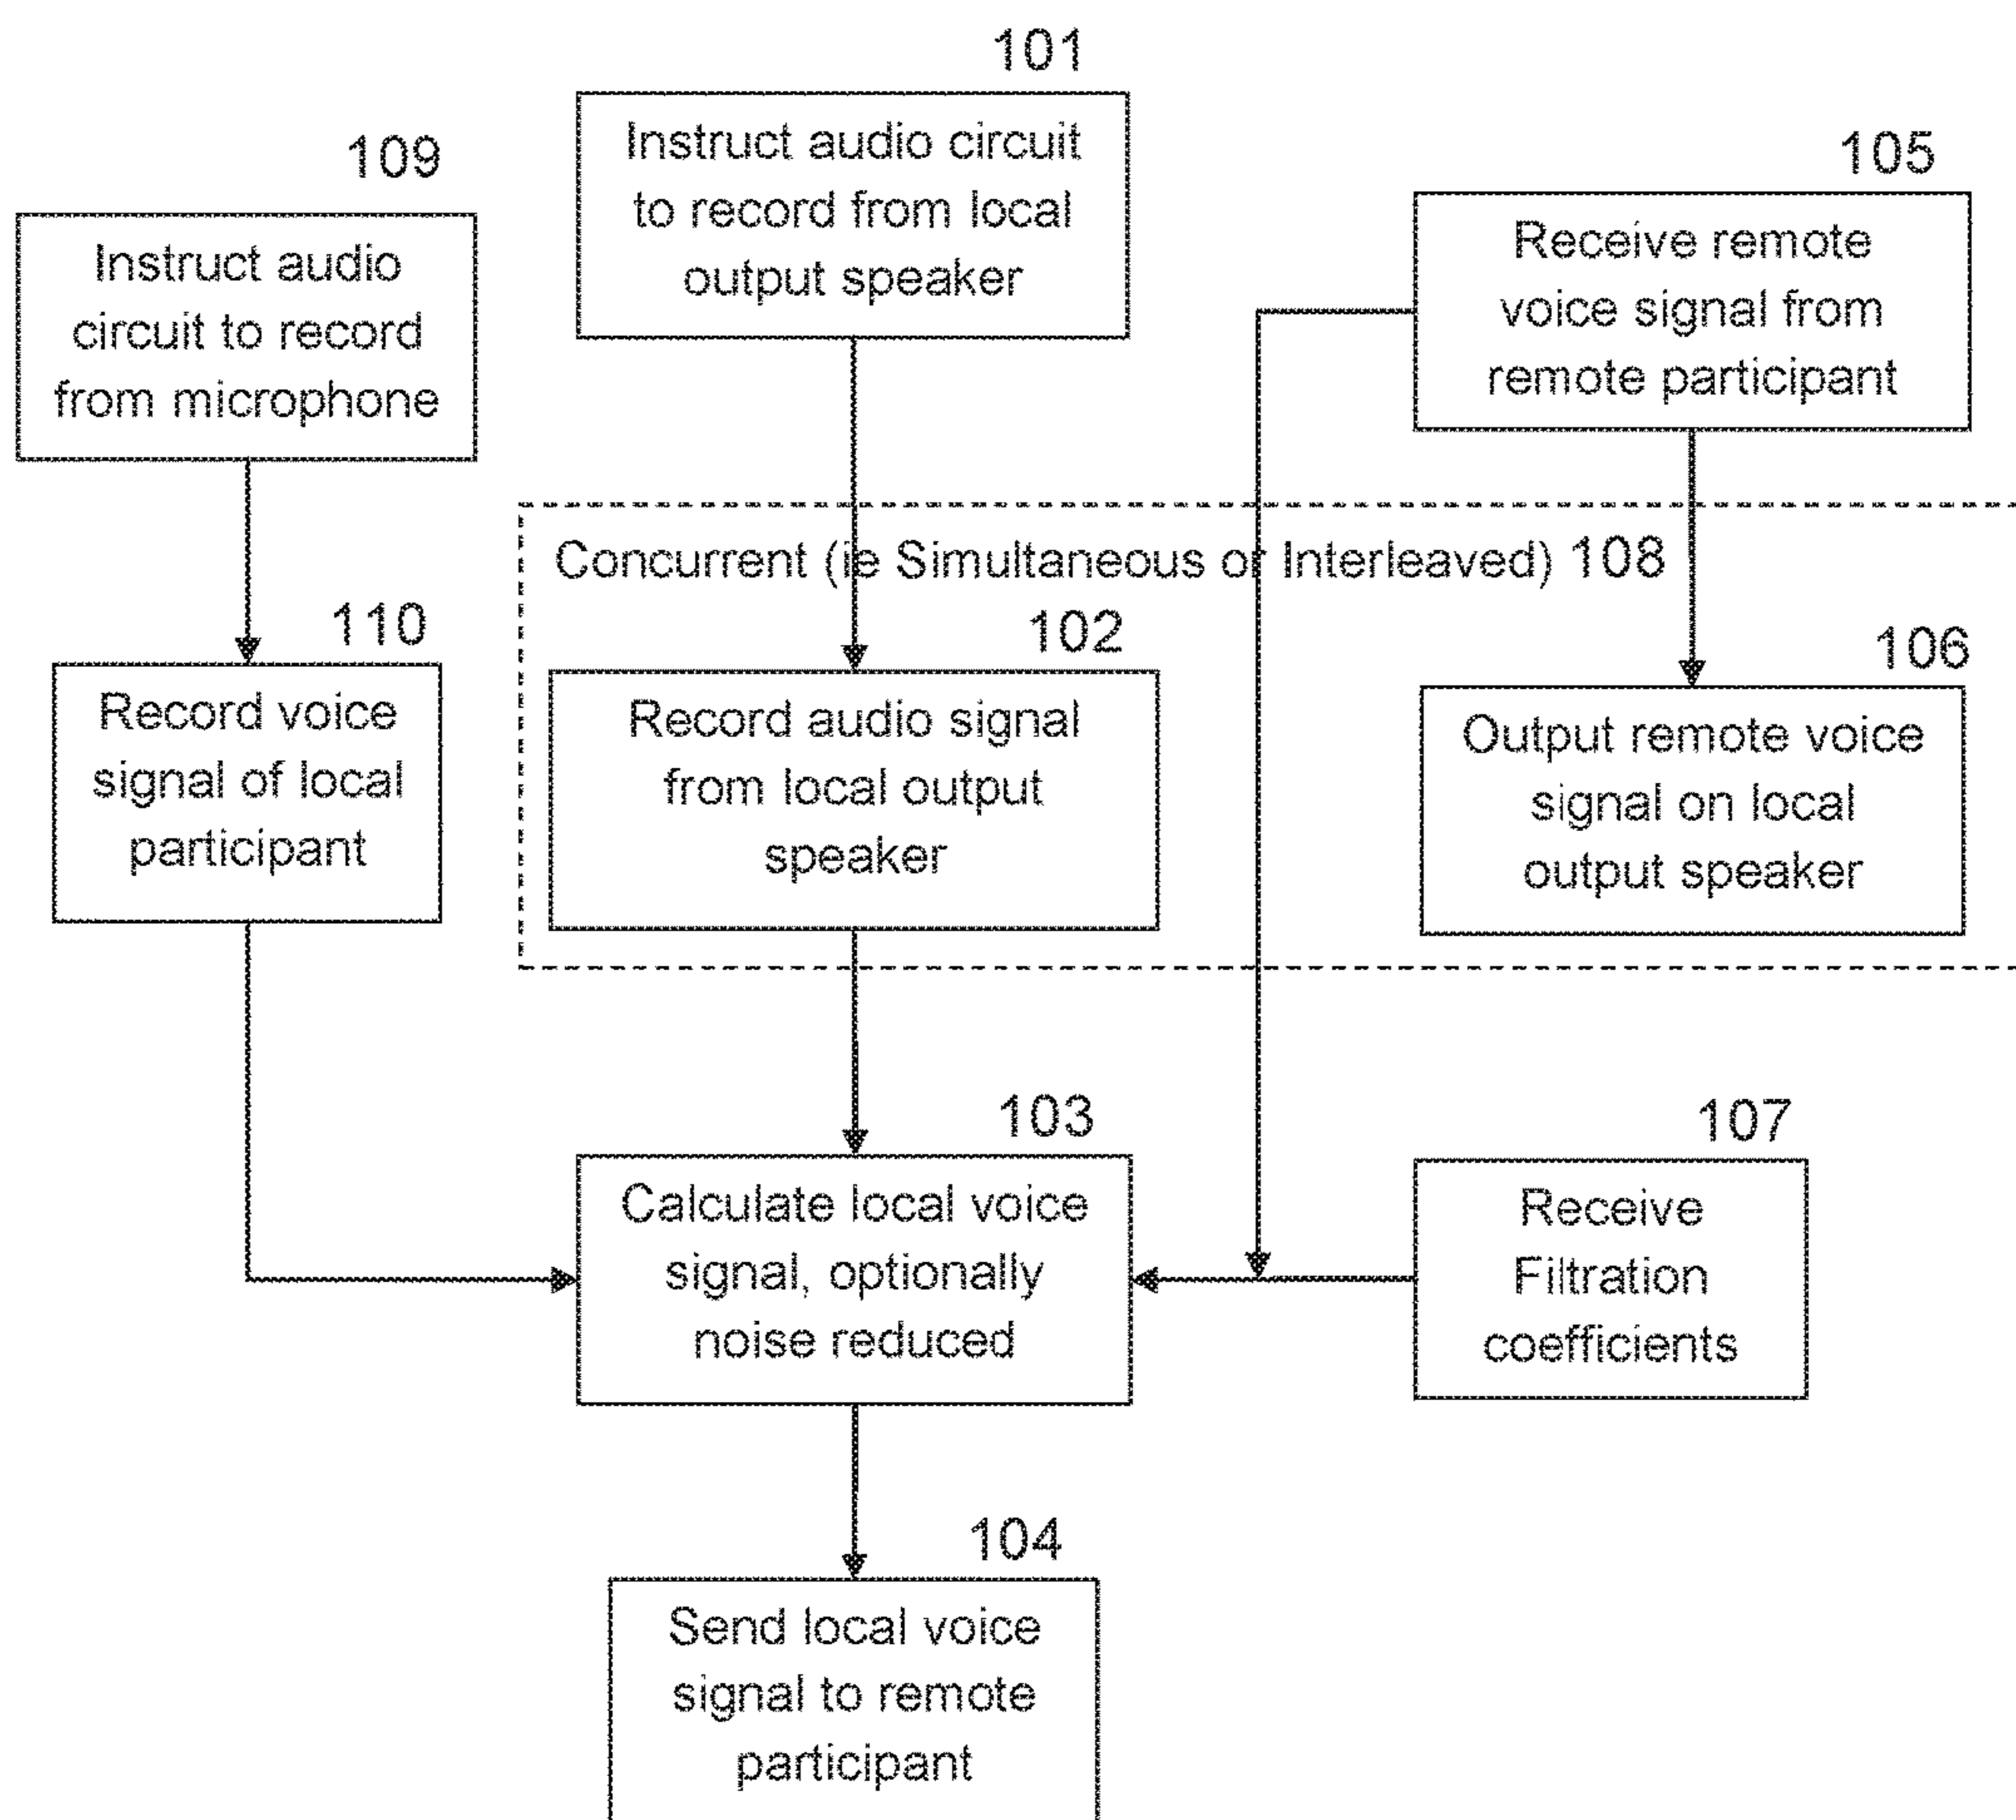 101
Instruct audio circuit
to record from local
output speaker
109
Instruct audio
circuit to record
from microphone
105
Receive remote
voice signal from
remote participant
Concurrent (ie Simultaneous or Interleaved) 108
110
Record voice
signal of local
participant
102
Record audio signal
from local output
speaker
106
Output remote voice
signal on local
output speaker
103
Calculate local voice
signal, optionally
noise reduced
107
Receive
Filtration
coefficients
104
Send local voice
signal to remote
participant